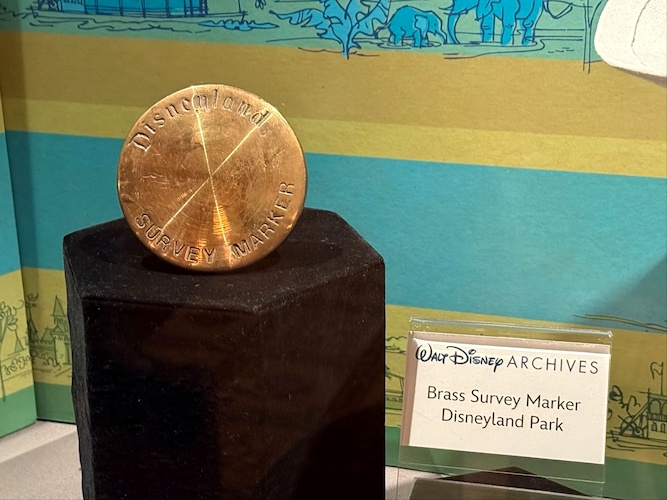 Disneyland
SURVEY MARKER
WALT DISNEY ARCHIVES
Brass Survey Marker
Disneyland Park